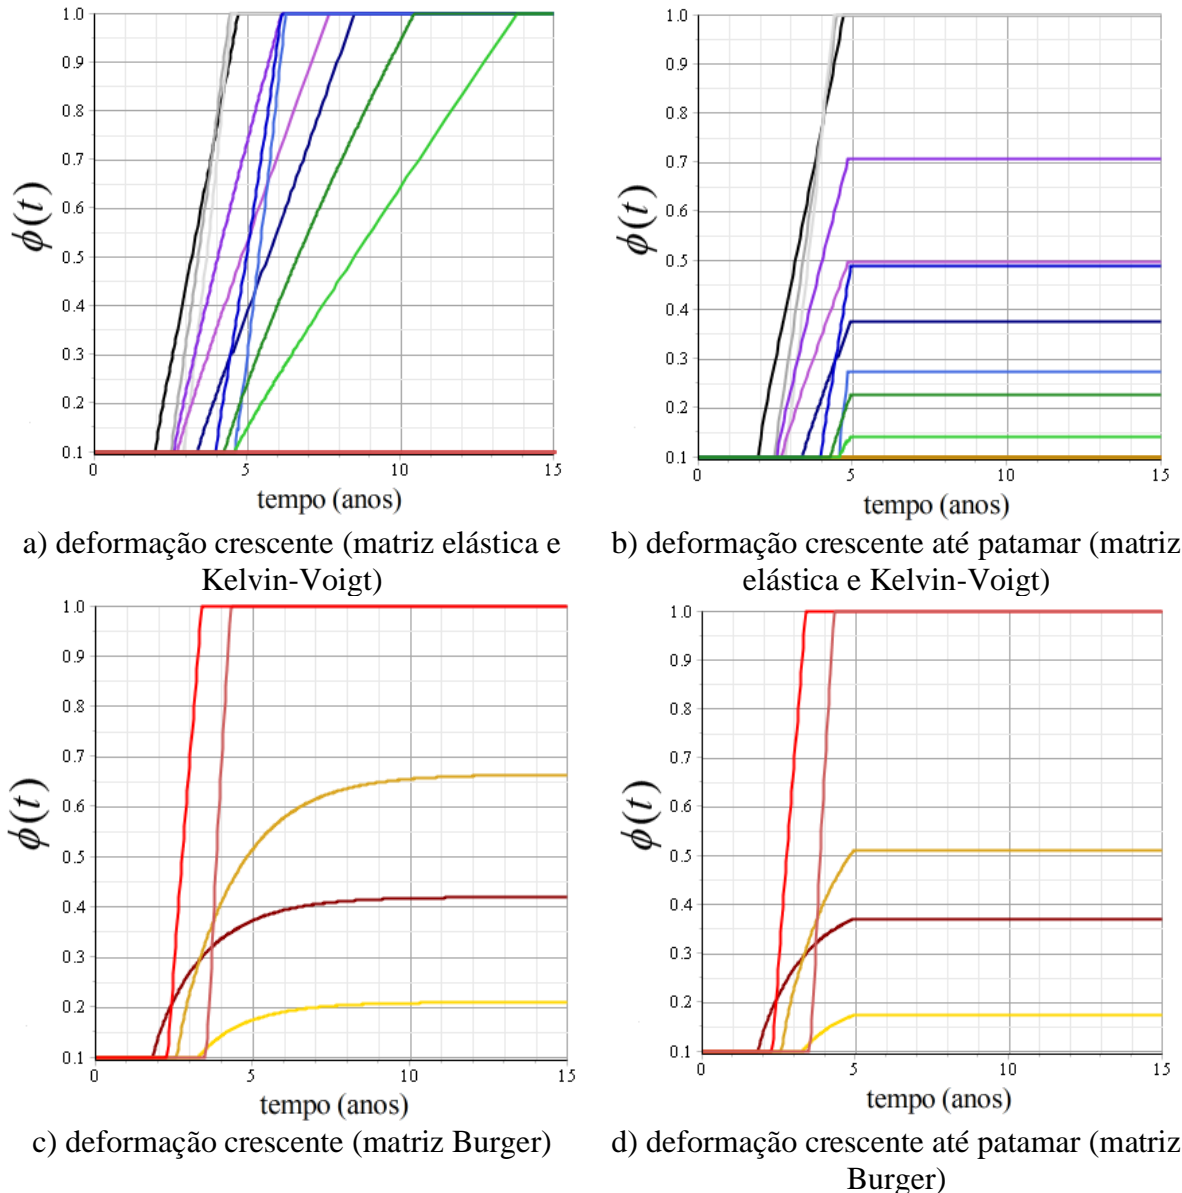 1.0
0.9
0.8
0.7
0.6
0.5
0.4
0.3
0.2
0.1
ϕ(t)
0 5 10 15
tempo (anos)
1.0
0.9
0.8
0.7
0.6
0.5
0.4
0.3
0.2
0.1
ϕ(t)
0 5 10 15
tempo (anos)
a) deformação crescente (matriz elástica e
Kelvin-Voigt)
b) deformação crescente até patamar (matriz
elástica e Kelvin-Voigt)
1.0
0.9
0.8
0.7
0.6
0.5
0.4
0.3
0.2
0.1
ϕ(t)
0 5 10 15
tempo (anos)
1.0
0.9
0.8
0.7
0.6
0.5
0.4
0.3
0.2
0.1
ϕ(t)
0 5 10 15
tempo (anos)
c) deformação crescente (matriz Burger)
d) deformação crescente até patamar (matriz
Burger)